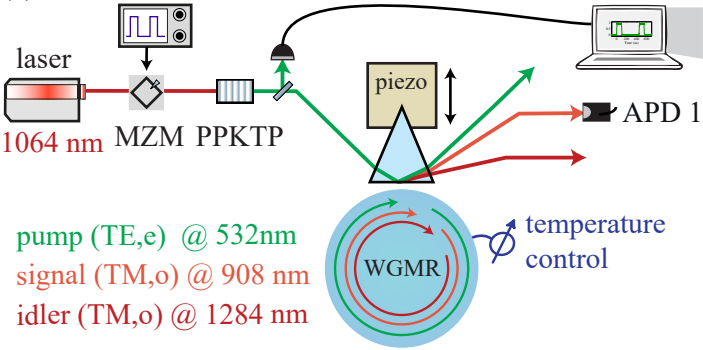 laser
1064 nm
MZM
PPKTP
piezo
APD 1
WGMR
temperature
control
pump (TE,e) @ 532nm
signal (TM,o) @ 908 nm
idler (TM,o) @ 1284 nm